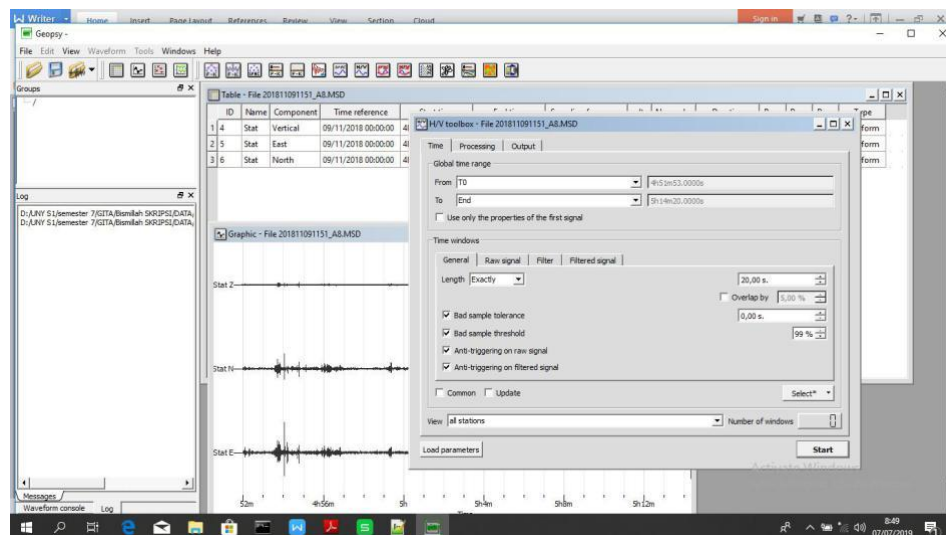 Writer
Home Insert Page Layout References Review View Section Cloud
Sign in
Geopsy -
File Edit View Waveform Tools Windows Help
Groups
/
Log
D:/UNY S1/semester 7/GITA/Bismillah SKRIPSI/DATA,
D:/UNY S1/semester 7/GITA/Bismillah SKRIPSI/DATA,
Messages
Waveform console Log
Table - File 201811091151_A8.MSD
ID Name Component Time reference
1 4 Stat Vertical 09/11/2018 00:00:00
2 5 Stat East 09/11/2018 00:00:00
3 6 Stat North 09/11/2018 00:00:00
Type
form
form
form
Graphic - File 201811091151_A8.MSD
Stat Z
Stat N
Stat E
52m 4h56m 5h 5h4m 5h8m 5h12m
H/V toolbox - File 201811091151_A8.MSD
Time Processing Output
Global time range
From T0 4h51m53.0000s
To End 5h14m20.0000s
Use only the properties of the first signal
Time windows
General Raw signal Filter Filtered signal
Length Exactly 20,00 s.
Overlap by 5,00 %
Bad sample tolerance 0,00 s.
Bad sample threshold 99 %
Anti-triggering on raw signal
Anti-triggering on filtered signal
Common Update Select*
View all stations Number of windows 0
Load parameters Start
Activate Windows
8:49
07/07/2019